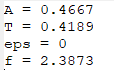 A = 0.4667
T = 0.4189
eps = 0
f = 2.3873